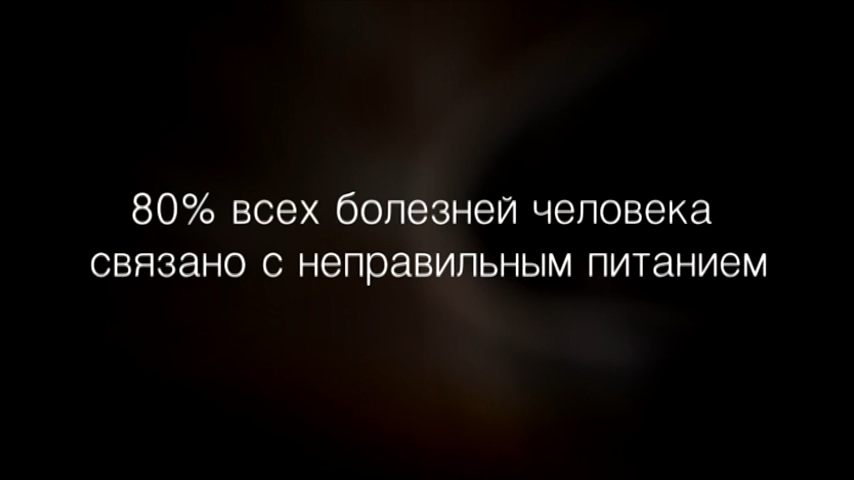 80% всех болезней человека
связано с неправильным питанием